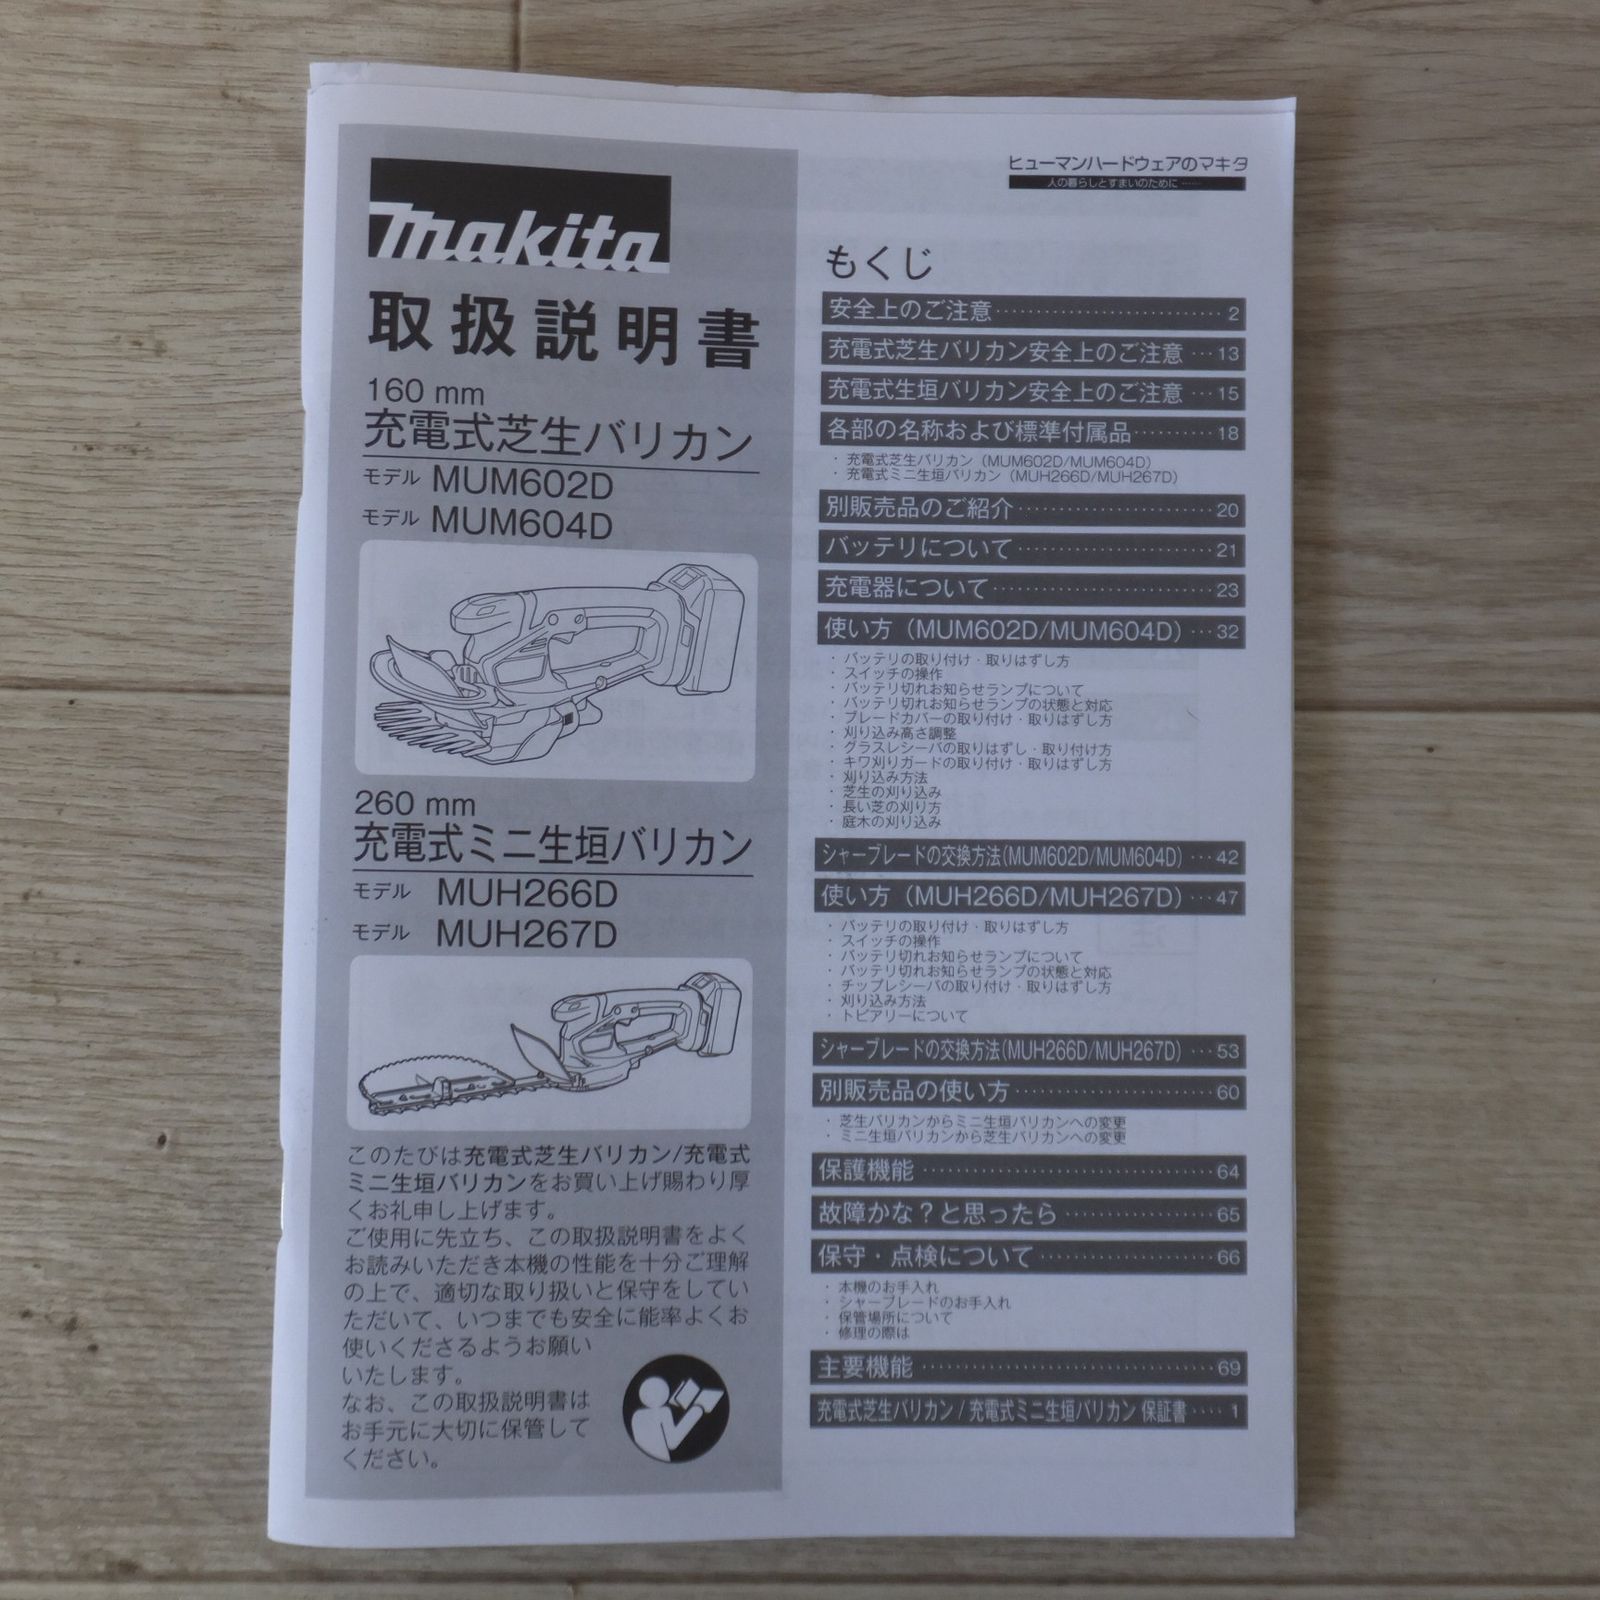 makita
取扱説明書
160 mm
充電式芝生バリカン
モデル MUM602D
モデル MUM604D
260 mm
充電式ミニ生垣バリカン
モデル MUH266D
モデル MUH267D
このたびは充電式芝生バリカン/充電式
ミニ生垣バリカンをお買い上げ賜わり厚
くお礼申し上げます。
ご使用に先立ち、この取扱説明書をよく
お読みいただき本機の性能を十分ご理解
の上で、適切な取り扱いと保守をしてい
ただいて、いつまでも安全に能率よくお
使いくださるようお願い
いたします。
なお、この取扱説明書は
お手元に大切に保管して
ください。
ヒューマンハードウェアのマキタ
人の暮らしとすまいのために……
もくじ
安全上のご注意 2
充電式芝生バリカン安全上のご注意 … 13
充電式生垣バリカン安全上のご注意 … 15
各部の名称および標準付属品 18
・充電式芝生バリカン（MUM602D/MUM604D）
・充電式ミニ生垣バリカン（MUH266D/MUH267D）
別販売品のご紹介 20
バッテリについて 21
充電器について 23
使い方（MUM602D/MUM604D）… 32
・バッテリの取り付け・取りはずし方
・スイッチの操作
・バッテリ切れお知らせランプについて
・バッテリ切れお知らせランプの状態と対応
・ブレードカバーの取り付け・取りはずし方
・刈り込み高さ調整
・グラスレシーバの取りはずし・取り付け方
・キワ刈りガードの取り付け・取りはずし方
・刈り込み方法
・芝生の刈り込み
・長い芝の刈り方
・庭木の刈り込み
シャーブレードの交換方法（MUM602D/MUM604D）… 42
使い方（MUH266D/MUH267D）… 47
・バッテリの取り付け・取りはずし方
・スイッチの操作
・バッテリ切れお知らせランプについて
・バッテリ切れお知らせランプの状態と対応
・チップレシーバの取り付け・取りはずし方
・刈り込み方法
・トピアリーについて
シャーブレードの交換方法（MUH266D/MUH267D）… 53
別販売品の使い方 60
・芝生バリカンからミニ生垣バリカンへの変更
・ミニ生垣バリカンから芝生バリカンへの変更
保護機能 64
故障かな？と思ったら 65
保守・点検について 66
・本機のお手入れ
・シャーブレードのお手入れ
・保管場所について
・修理の際は
主要機能 69
充電式芝生バリカン / 充電式ミニ生垣バリカン 保証書 1